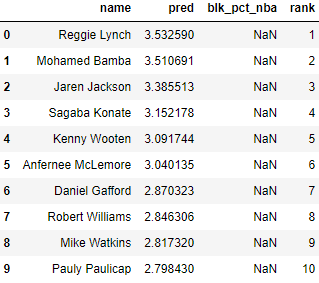 name pred blk_pct_nba rank
0 Reggie Lynch 3.532590 NaN 1
1 Mohamed Bamba 3.510691 NaN 2
2 Jaren Jackson 3.385513 NaN 3
3 Sagaba Konate 3.152178 NaN 4
4 Kenny Wooten 3.091744 NaN 5
5 Anfernee McLemore 3.040135 NaN 6
6 Daniel Gafford 2.870323 NaN 7
7 Robert Williams 2.846306 NaN 8
8 Mike Watkins 2.817320 NaN 9
9 Pauly Paulicap 2.798430 NaN 10